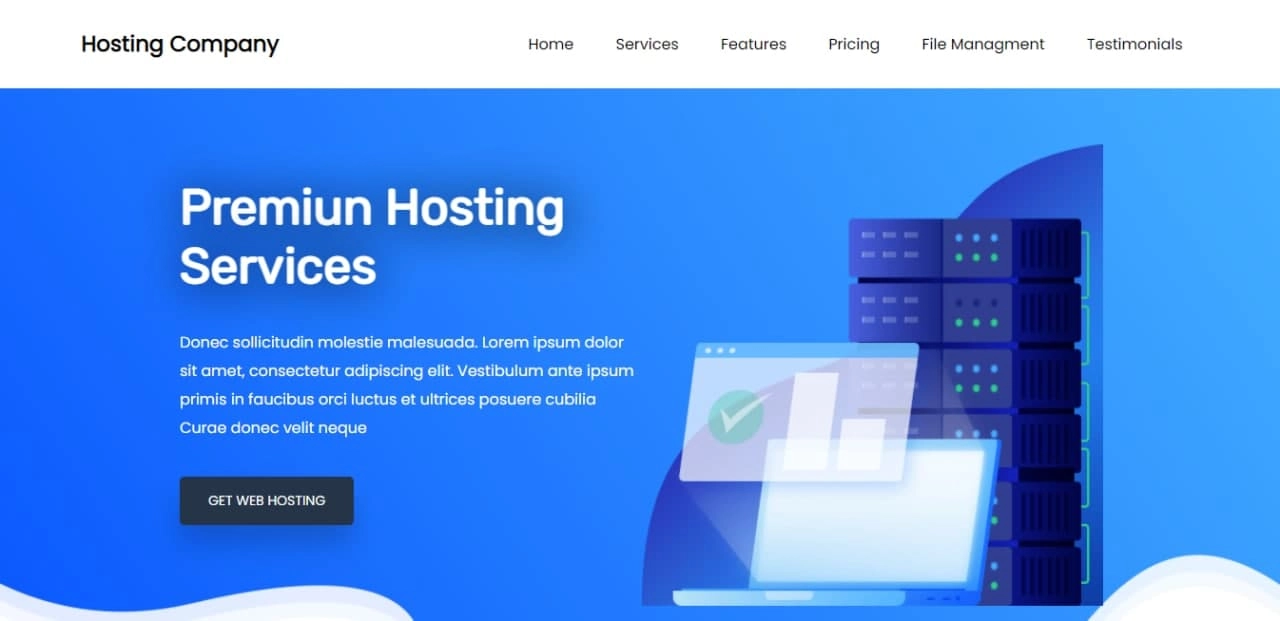 Hosting Company
Home Services Features Pricing File Managment Testimonials
Premiun Hosting
Services
Donec sollicitudin molestie malesuada. Lorem ipsum dolor
sit amet, consectetur adipiscing elit. Vestibulum ante ipsum
primis in faucibus orci luctus et ultrices posuere cubilia
Curae donec velit neque
GET WEB HOSTING